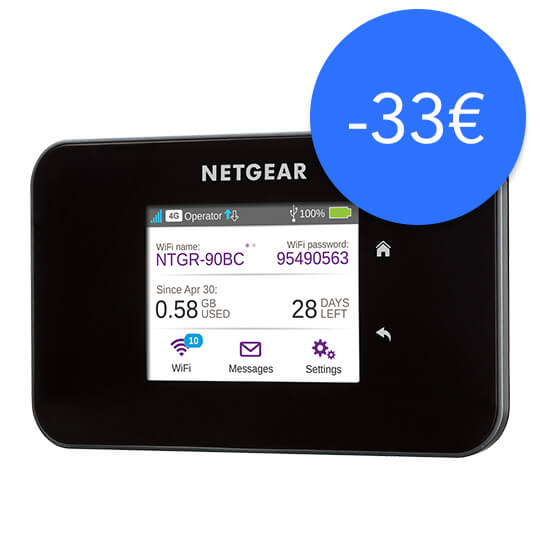 -33€
NETGEAR
4G Operator 100%
WiFi name: WiFi password:
NTGR-90BC 95490563
Since Apr 30:
0.58 GB USED 28 DAYS LEFT
10
WiFi Messages Settings